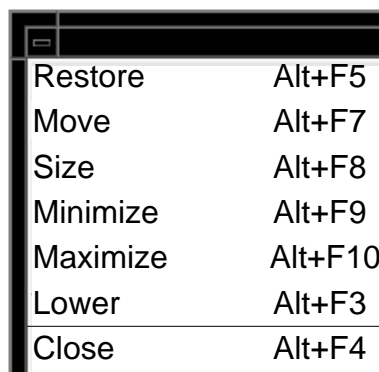 Restore Alt+F5
Move Alt+F7
Size Alt+F8
Minimize Alt+F9
Maximize Alt+F10
Lower Alt+F3
Close Alt+F4